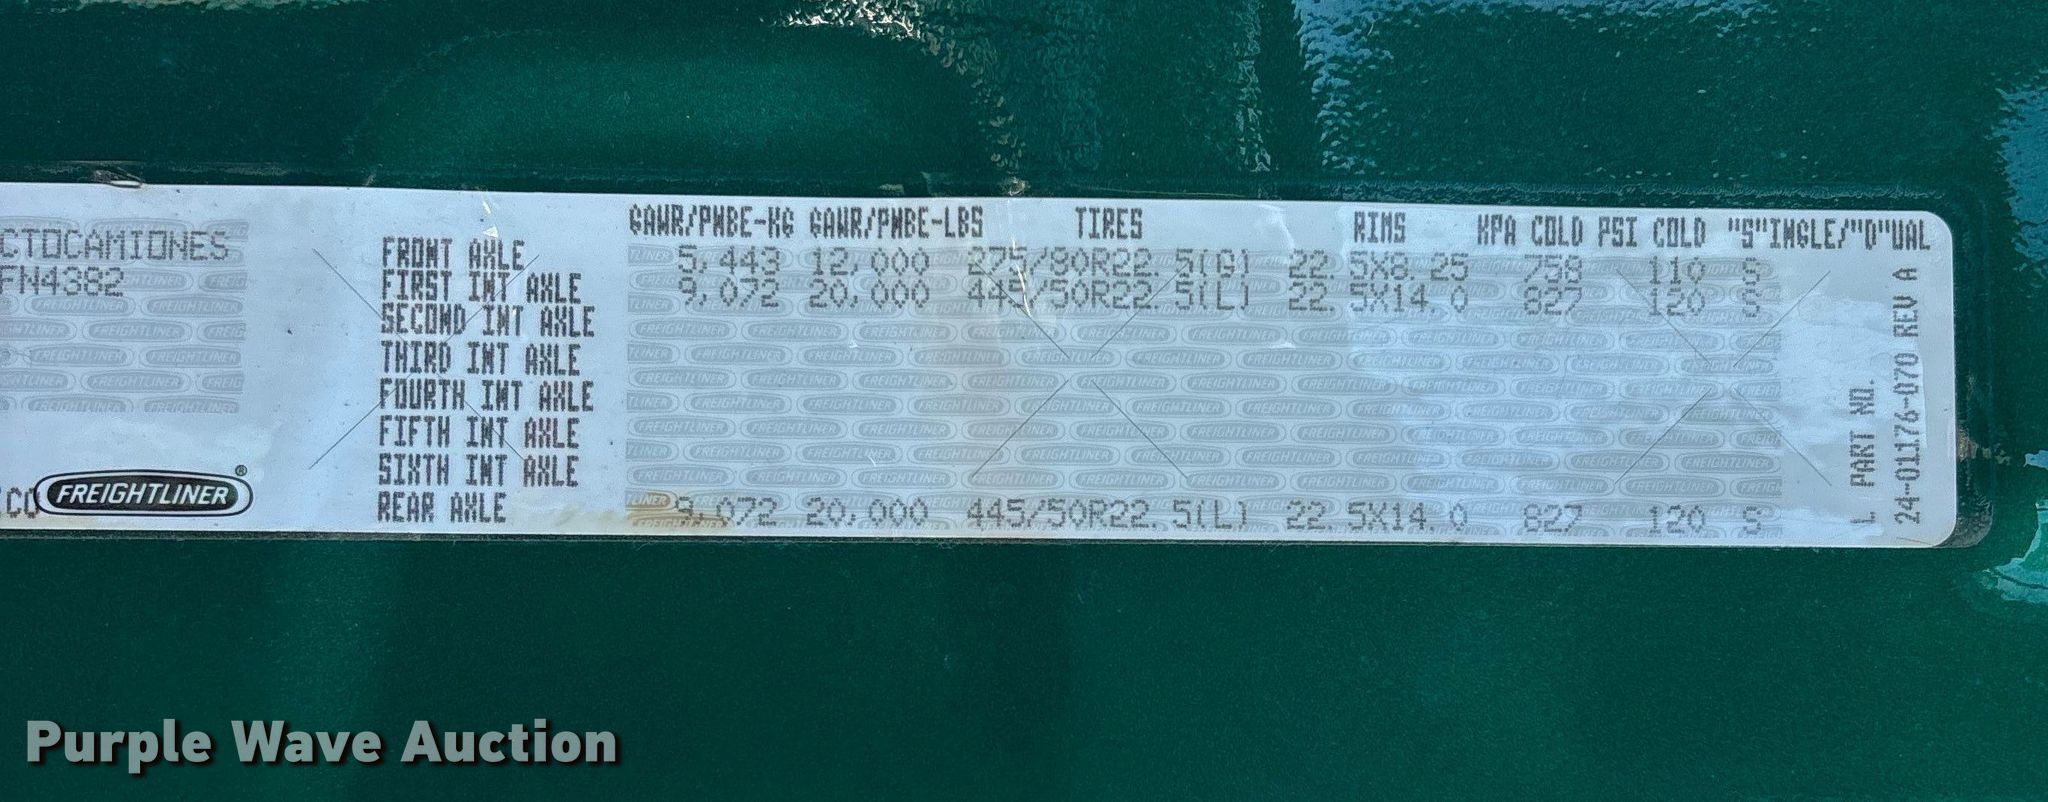 GAWR/PNBE-KG GAWR/PNBE-LBS TIRES RIMS KPA COLD PSI COLD "S"INGLE/"D"UAL
CTOCAMIONES
FN4382
FRONT AXLE 5,443 12,000 275/80R22.5(G) 22.5X8.25 758 110 S
FIRST INT AXLE 9,072 20,000 445/50R22.5(L) 22.5X14.0 827 120 S
SECOND INT AXLE
THIRD INT AXLE
FOURTH INT AXLE
FIFTH INT AXLE
SIXTH INT AXLE
REAR AXLE 9,072 20,000 445/50R22.5(L) 22.5X14.0 827 120 S
.CO
FREIGHTLINER®
L PART NO.
24-01176-070 REV A
Purple Wave Auction